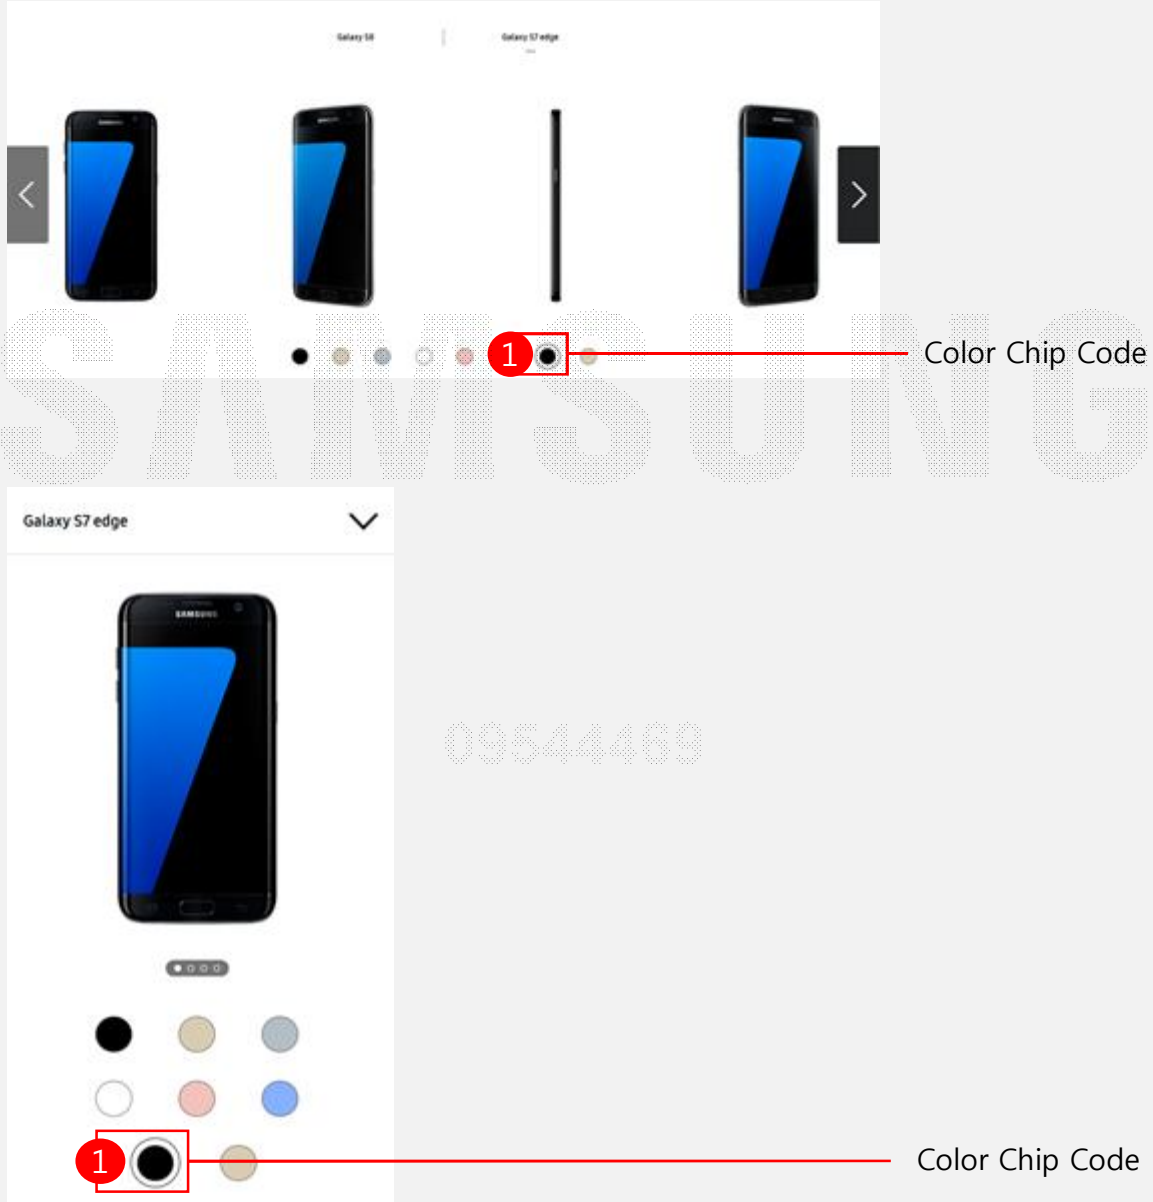 Galaxy S8
Galaxy S7 edge
1
Color Chip Code
SAMSUNG
Galaxy S7 edge
SAMSUNG
09544469
1
Color Chip Code